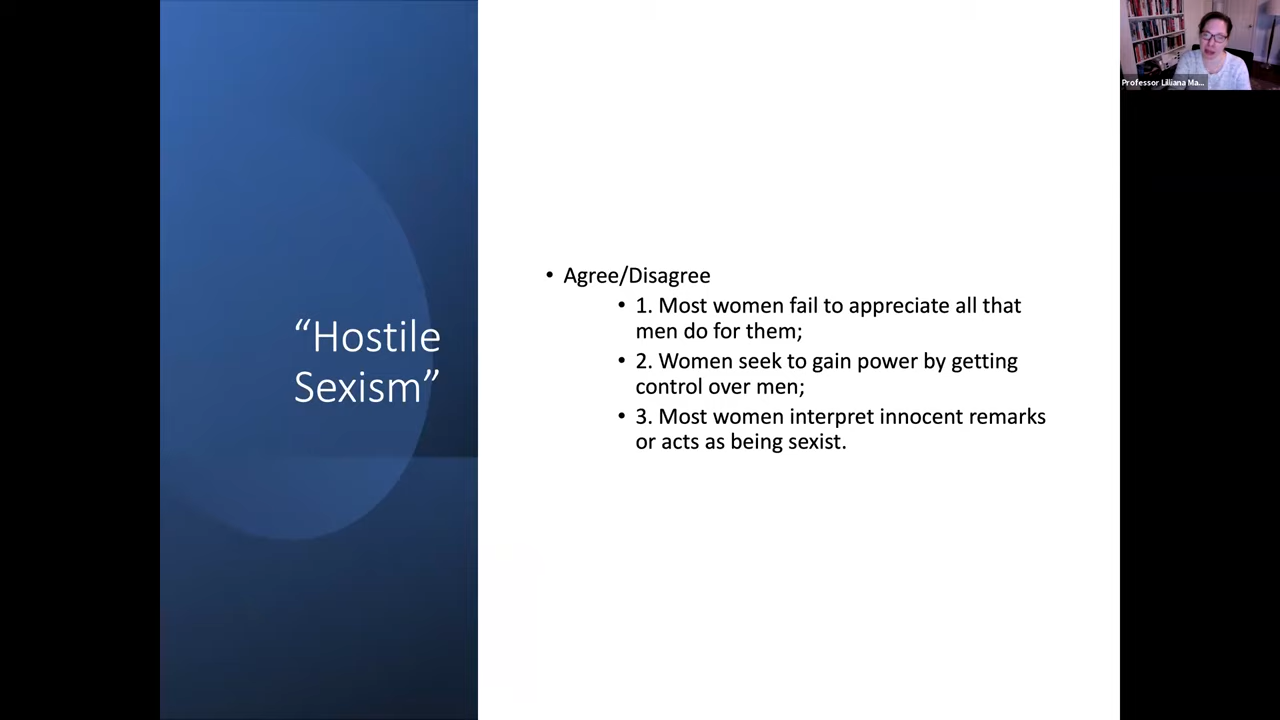 Professor Lilliana Ma...
"Hostile
Sexism"
• Agree/Disagree
• 1. Most women fail to appreciate all that
men do for them;
• 2. Women seek to gain power by getting
control over men;
• 3. Most women interpret innocent remarks
or acts as being sexist.